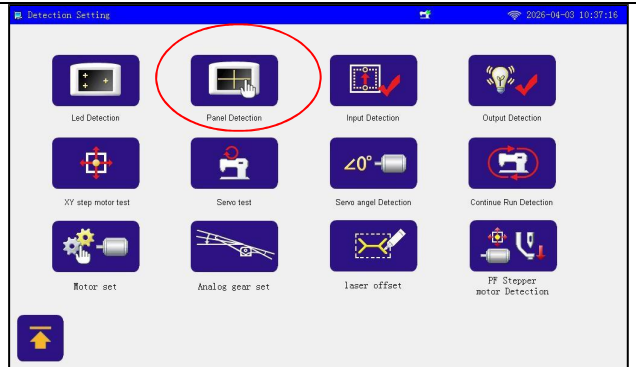 Detection Setting
2026-04-03 10:37:16
Led Detection
Panel Detection
Input Detection
Output Detection
∠0°
XY step motor test
Servo test
Servo angel Detection
Continue Run Detection
Motor set
Analog gear set
laser offset
PF Stepper
motor Detection